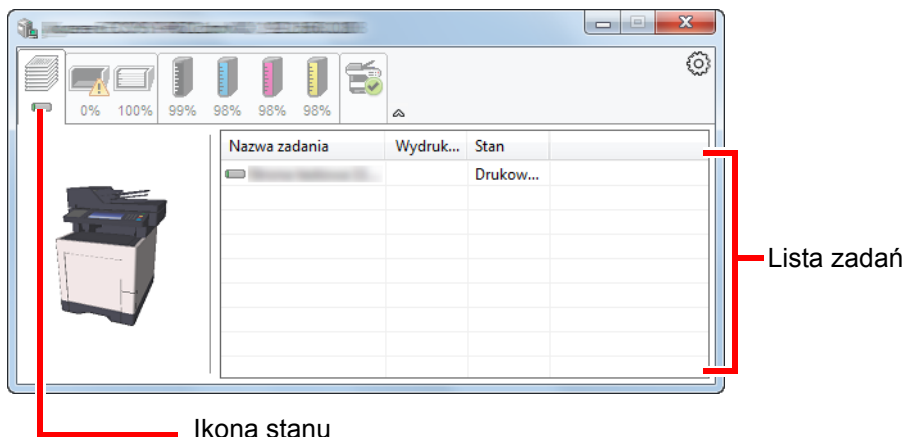 0% 100% 99% 98% 98% 98%
Nazwa zadania Wydruk... Stan
Drukow...
Lista zadań
Ikona stanu